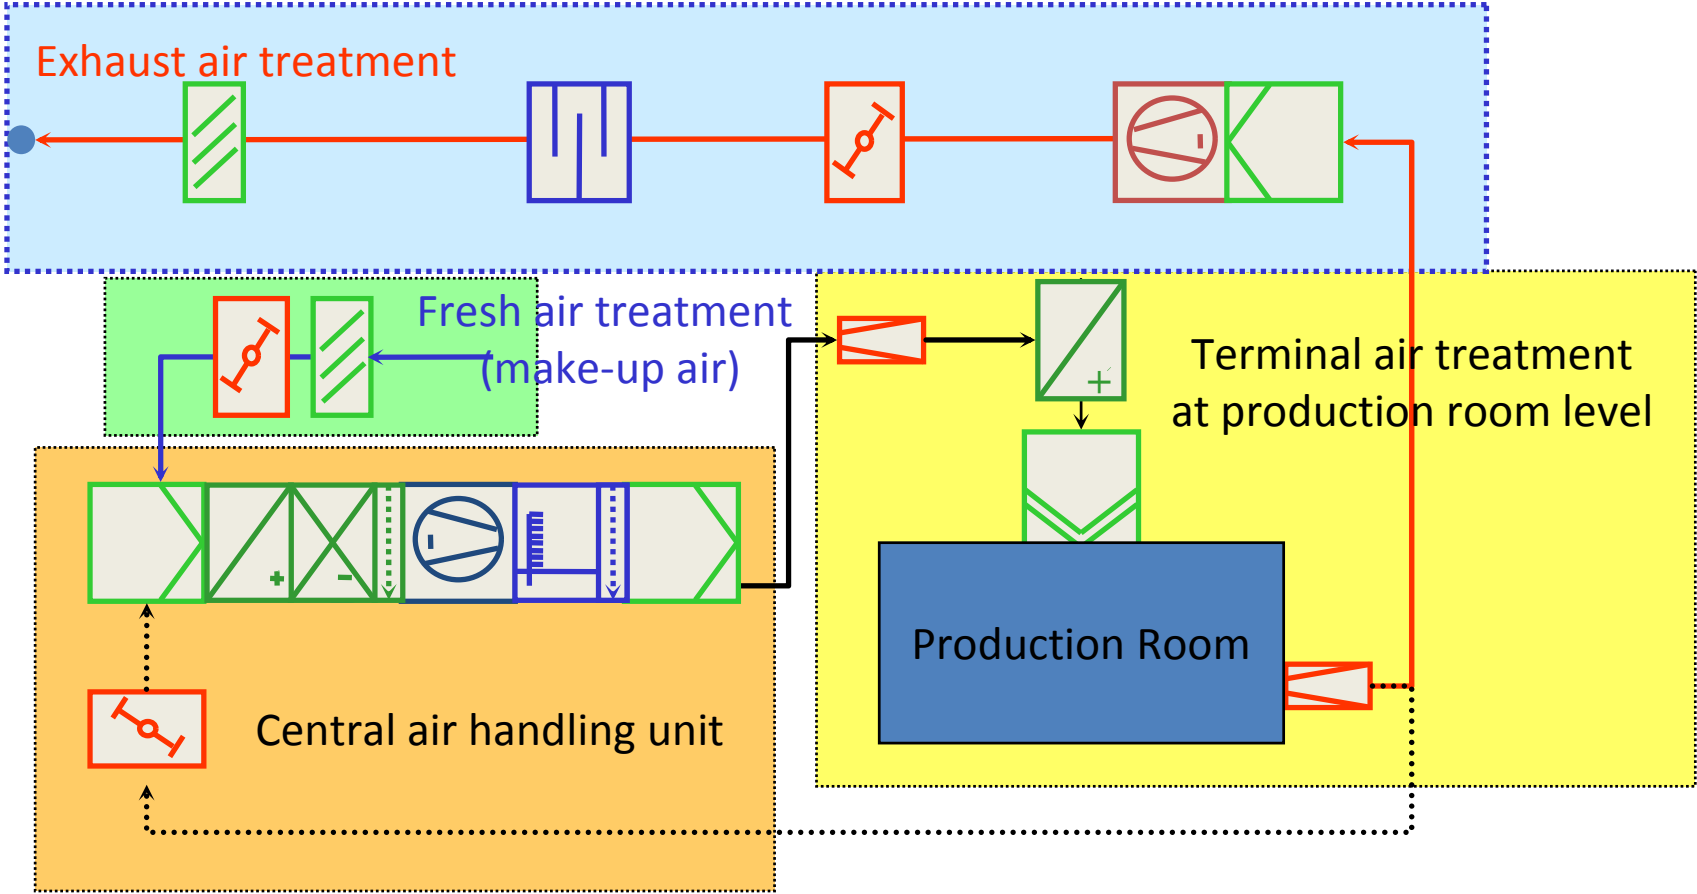 Exhaust air treatment
Fresh air treatment
(make-up air)
Terminal air treatment
at production room level
+
+ -
Production Room
Central air handling unit